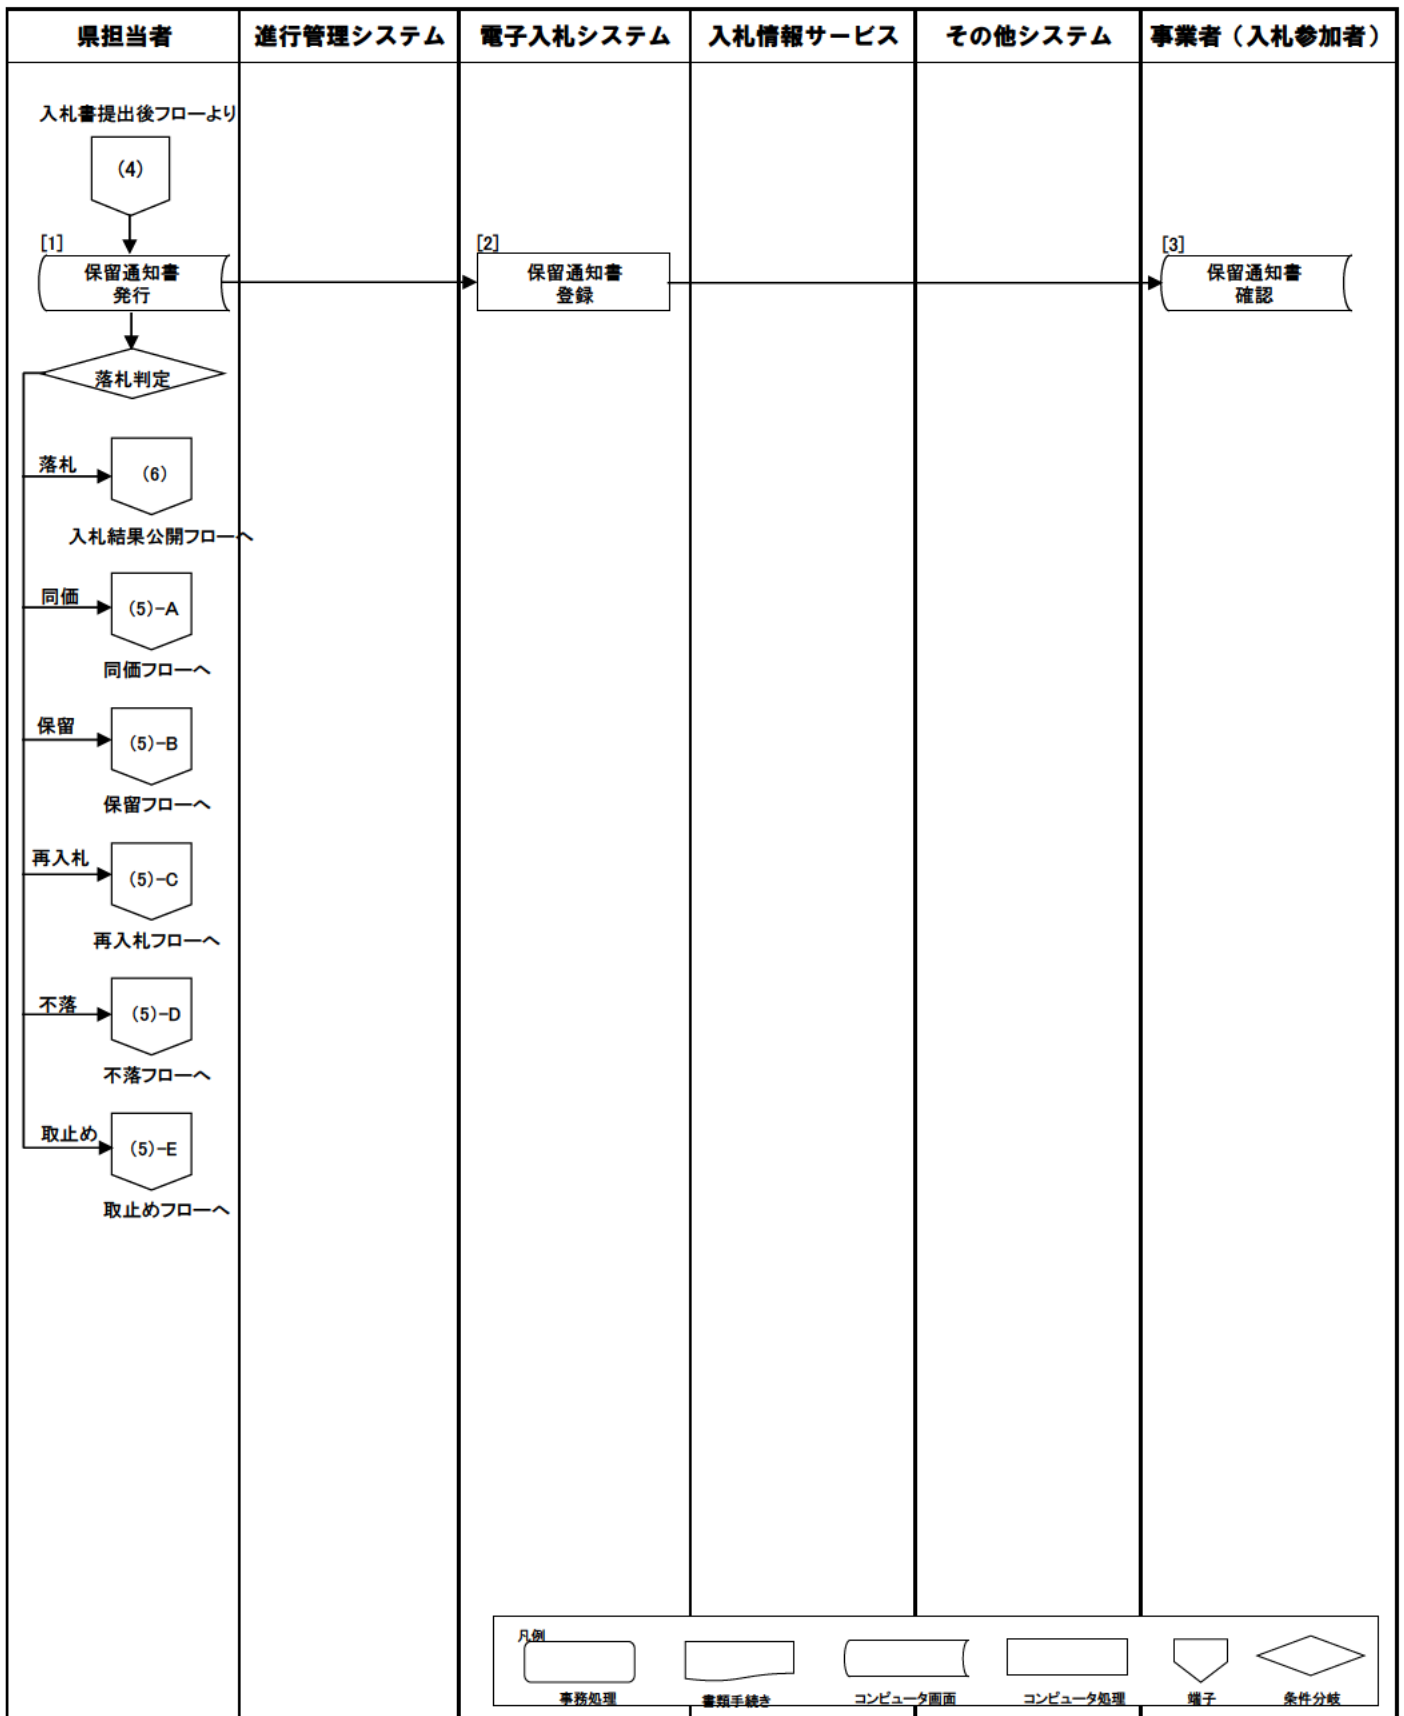 県担当者
進行管理システム
電子入札システム
入札情報サービス
その他システム
事業者（入札参加者）
入札書提出後フローより
（4）
[1]
保留通知書
発行
[2]
保留通知書
登録
[3]
保留通知書
確認
落札判定
落札
（6）
入札結果公開フローへ
同価
（5）-A
同価フローへ
保留
（5）-B
保留フローへ
再入札
（5）-C
再入札フローへ
不落
（5）-D
不落フローへ
取止め
（5）-E
取止めフローへ
凡例
事務処理
書類手続き
コンピュータ画面
コンピュータ処理
端子
条件分岐